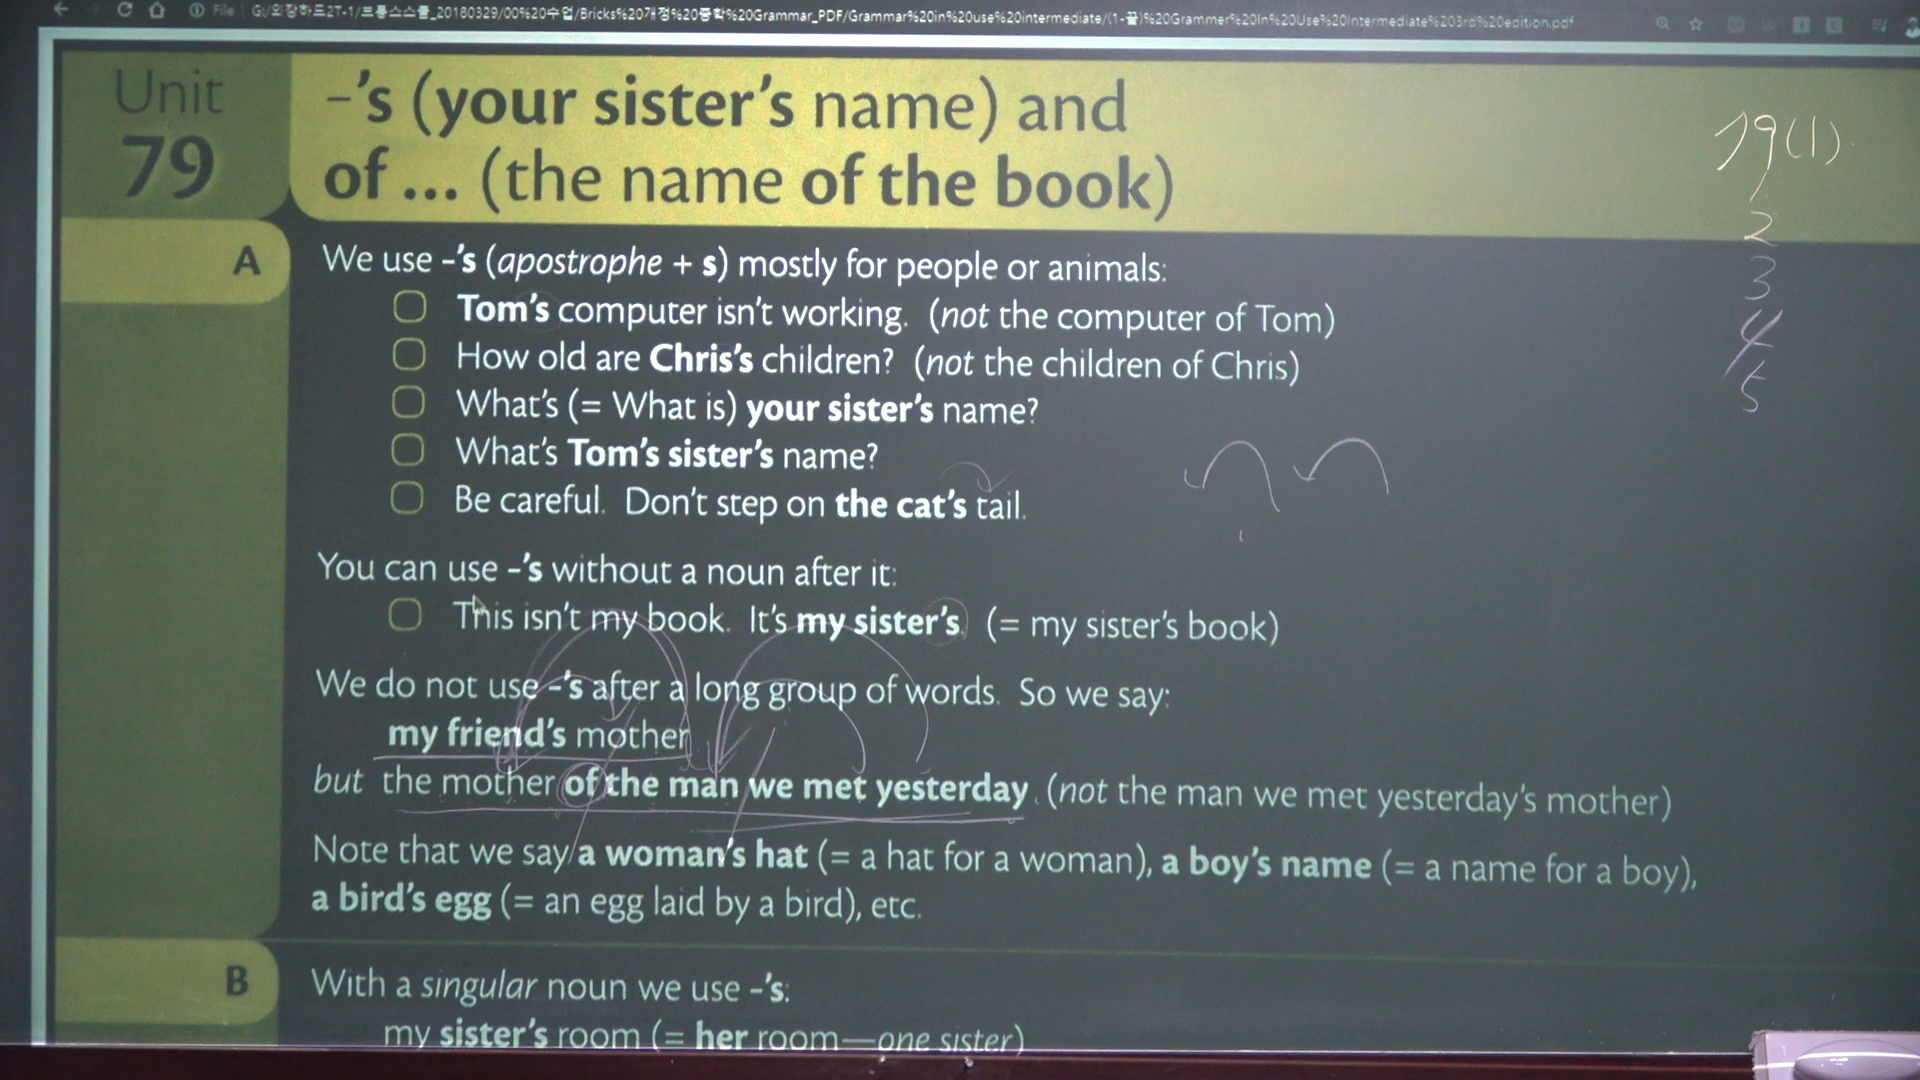 File
Unit
79
-'s (your sister's name) and
of ... (the name of the book)
79(1).
2
3
4
5
A
We use -'s (apostrophe + s) mostly for people or animals:
Tom's computer isn't working. (not the computer of Tom)
How old are Chris's children? (not the children of Chris)
What's (= What is) your sister's name?
What's Tom's sister's name?
Be careful. Don't step on the cat's tail.
You can use -'s without a noun after it:
This isn't my book. It's my sister's. (= my sister's book)
We do not use -'s after a long group of words. So we say:
my friend's mother
but the mother of the man we met yesterday (not the man we met yesterday's mother)
Note that we say a woman's hat (= a hat for a woman), a boy's name (= a name for a boy),
a bird's egg (= an egg laid by a bird), etc.
B
With a singular noun we use -'s:
my sister's room (= her room—one sister)